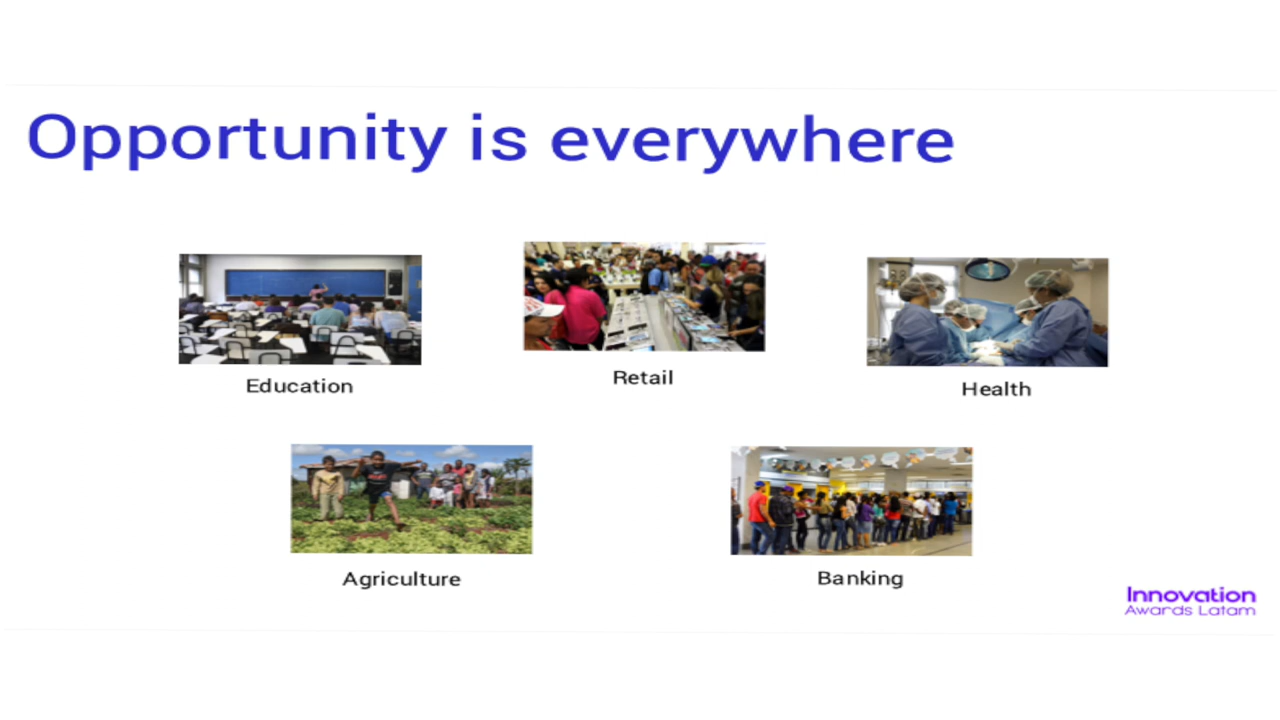 Opportunity is everywhere
Education
Retail
Health
Agriculture
Banking
Innovation
Awards Latam